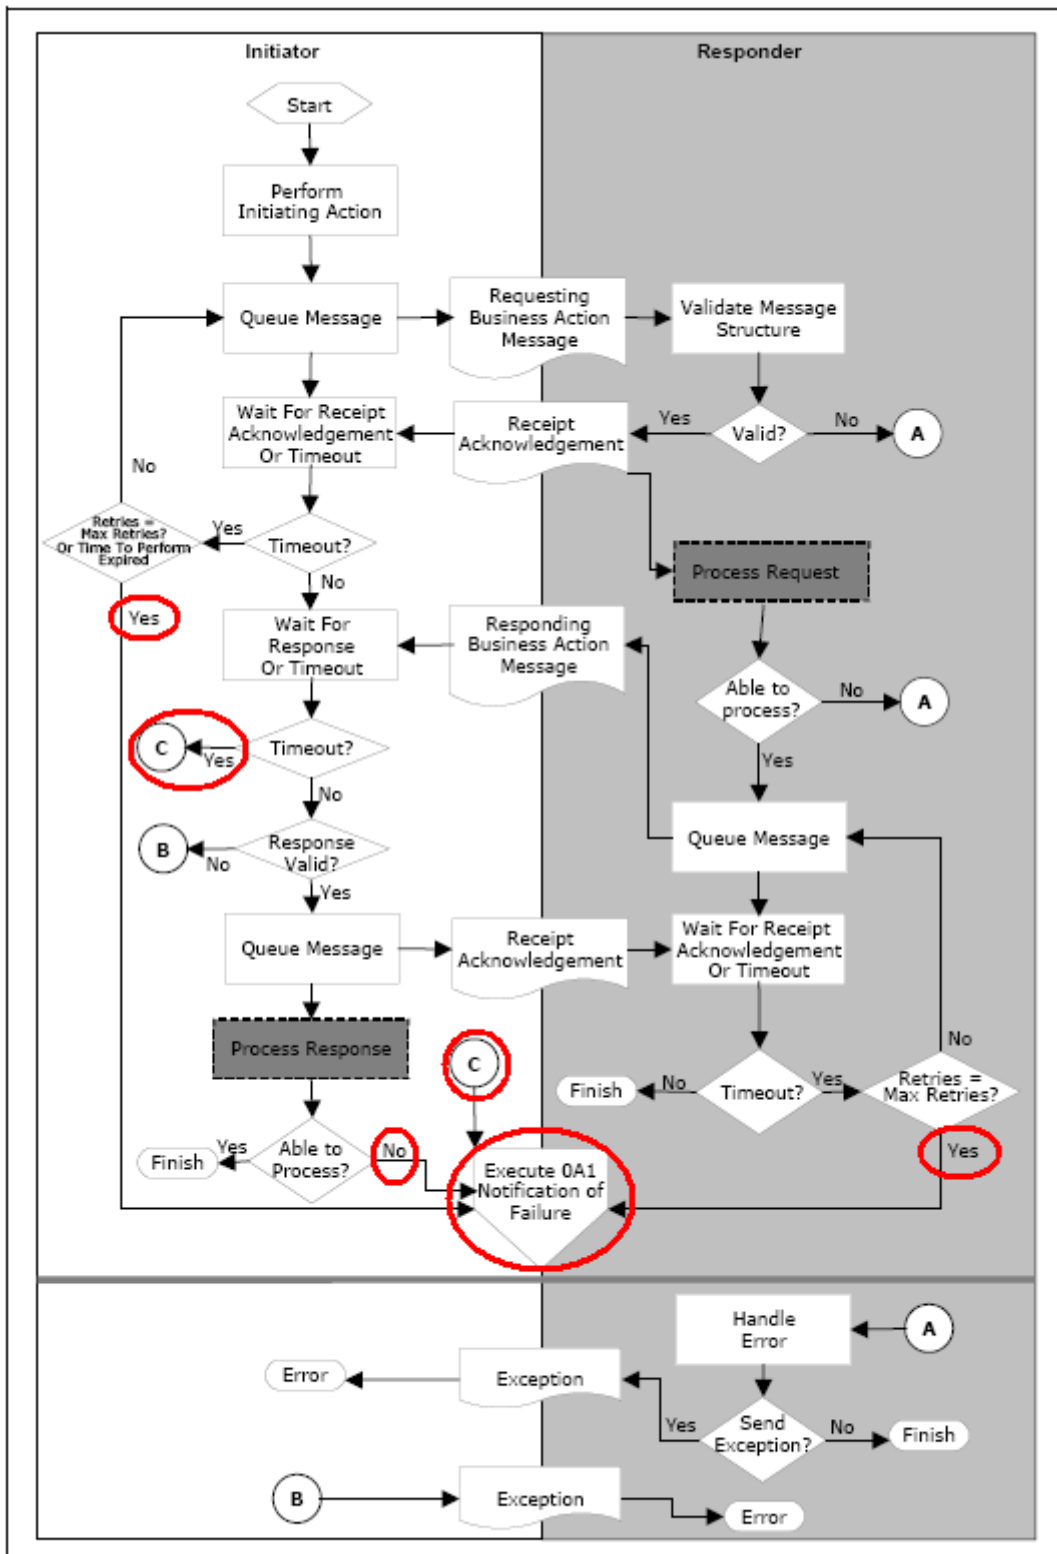 Initiator
Responder
Start
Perform
Initiating Action
Queue Message
Requesting
Business Action
Message
Validate Message
Structure
Wait For Receipt
Acknowledgement
Or Timeout
Receipt
Acknowledgement
Yes
Valid?
No
A
No
Retries =
Max Retries?
Or Time To Perform
Expired
Yes
Timeout?
No
Process Request
Yes
Wait For
Response
Or Timeout
Responding
Business Action
Message
Able to
process?
No
A
Yes
C
Yes
Timeout?
No
Queue Message
B
No
Response
Valid?
Yes
Queue Message
Receipt
Acknowledgement
Wait For Receipt
Acknowledgement
Or Timeout
Process Response
C
No
Finish
No
Timeout?
Yes
Retries =
Max Retries?
Yes
Finish
Yes
Able to
Process?
No
Execute 0A1
Notification of
Failure
Handle
Error
A
Error
Exception
Yes
Send
Exception?
No
Finish
B
Exception
Error